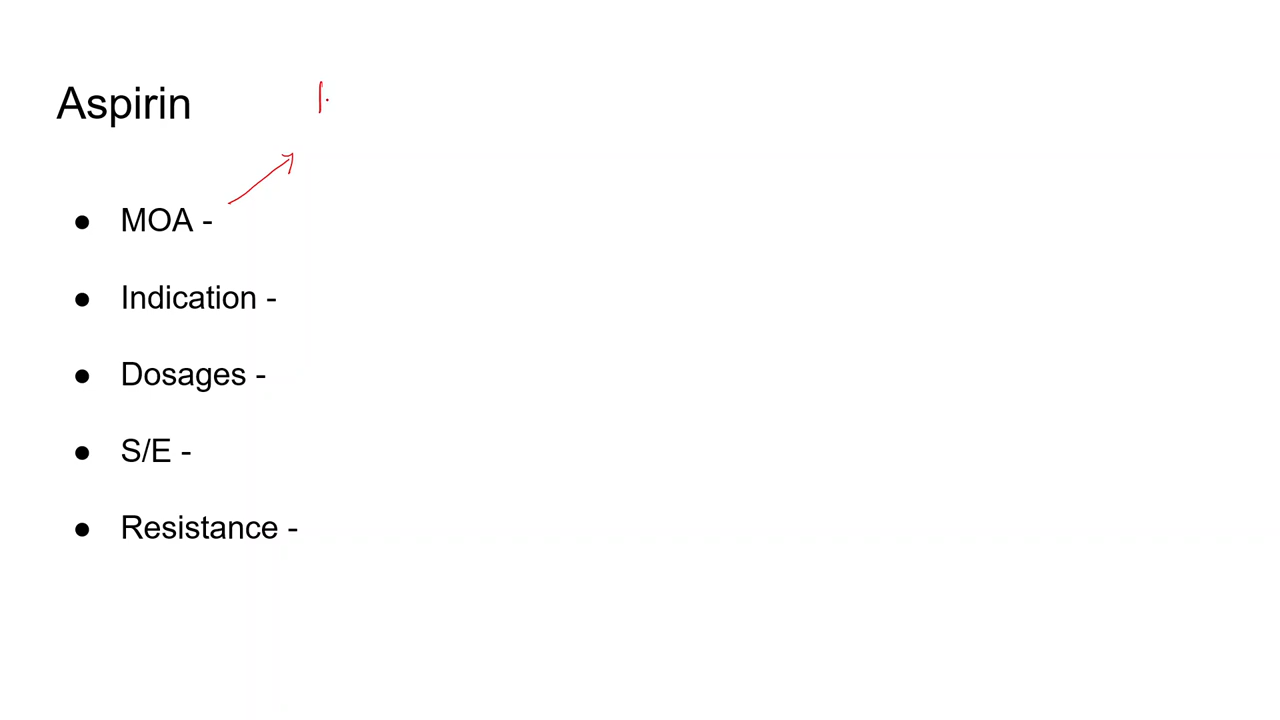 Aspirin
● MOA -
● Indication -
● Dosages -
● S/E -
● Resistance -